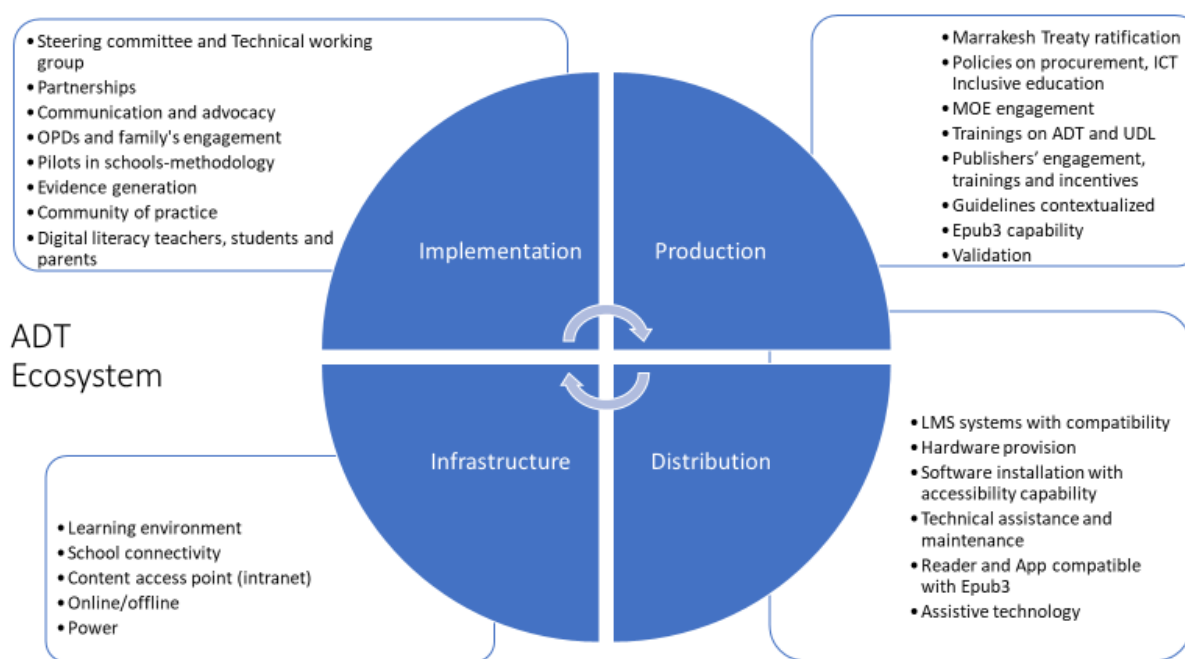 • Steering committee and Technical working
group
• Partnerships
• Communication and advocacy
• OPDs and family's engagement
• Pilots in schools-methodology
• Evidence generation
• Community of practice
• Digital literacy teachers, students and
parents
• Marrakesh Treaty ratification
• Policies on procurement, ICT
Inclusive education
• MOE engagement
• Trainings on ADT and UDL
• Publishers’ engagement,
trainings and incentives
• Guidelines contextualized
• Epub3 capability
• Validation
Implementation
Production
ADT
Ecosystem
Infrastructure
Distribution
• Learning environment
• School connectivity
• Content access point (intranet)
• Online/offline
• Power
• LMS systems with compatibility
• Hardware provision
• Software installation with
accessibility capability
• Technical assistance and
maintenance
• Reader and App compatible
with Epub3
• Assistive technology